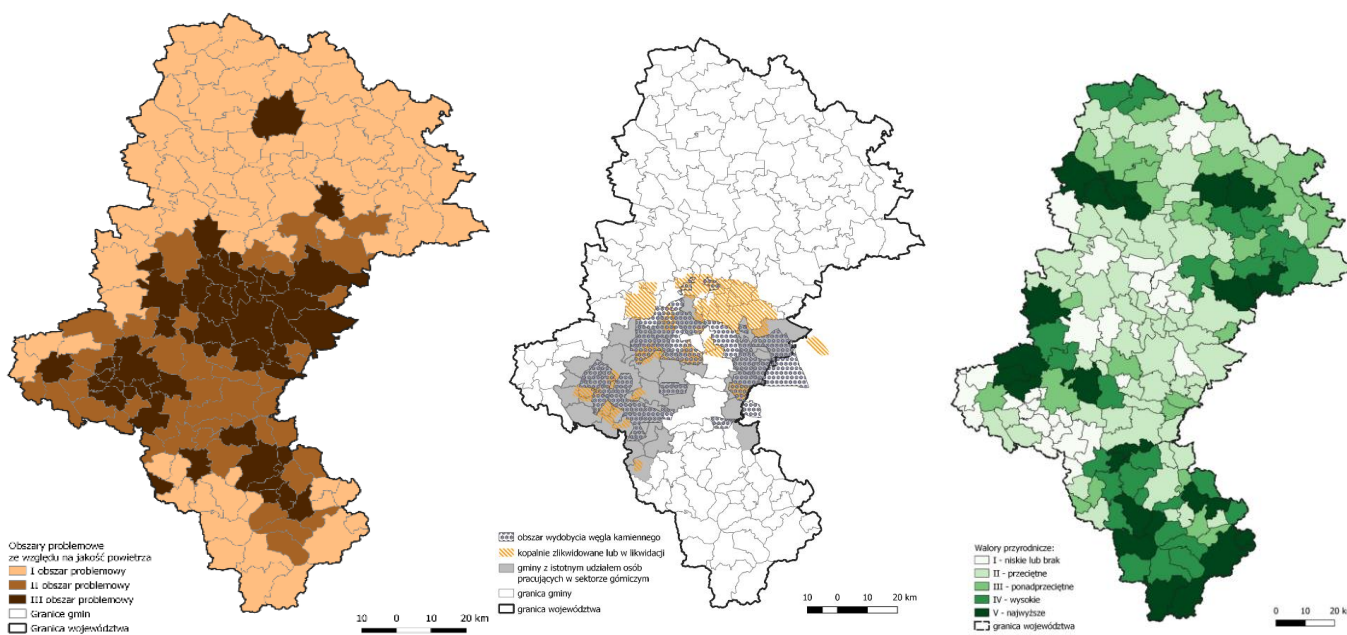 Obszary problemowe
ze względu na jakość powietrza
I obszar problemowy
II obszar problemowy
III obszar problemowy
Granice gmin
Granica województwa
10 0 10 20 km
obszar wydobycia węgla kamiennego
kopalnie zlikwidowane lub w likwidacji
gminy z istotnym udziałem osób
pracujących w sektorze górniczym
granica gminy
granica województwa
10 0 10 20 km
Walory przyrodnicze:
I - niskie lub brak
II - przeciętne
III - ponadprzeciętne
IV - wysokie
V - najwyższe
granica województwa
0 10 20 km